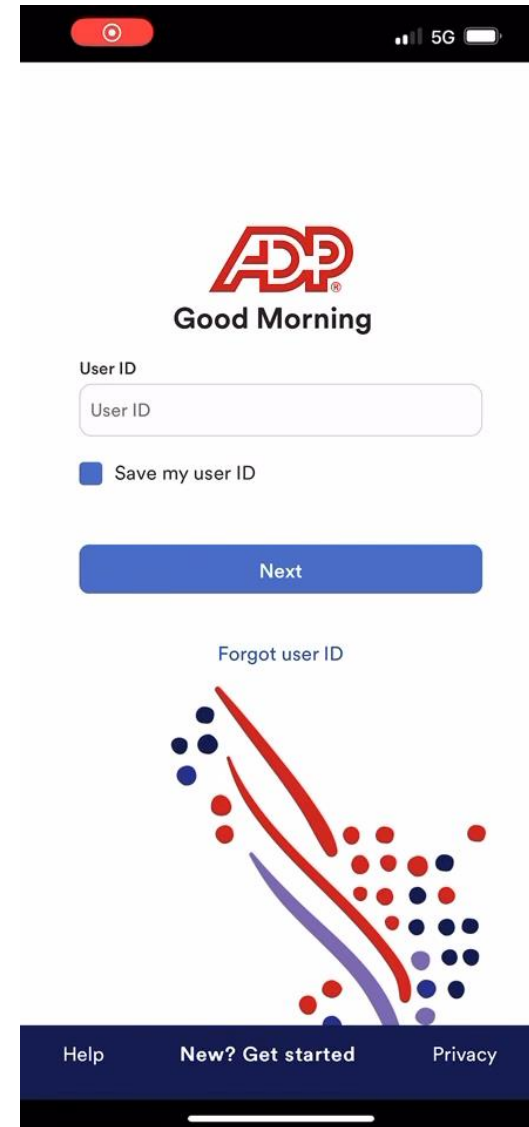 5G
ADP®
Good Morning
User ID
User ID
Save my user ID
Next
Forgot user ID
Help New? Get started Privacy